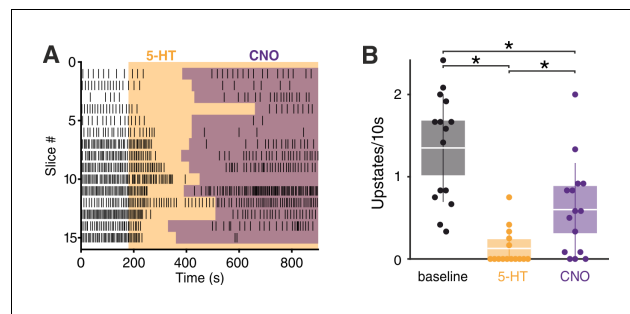 A
5-HT
CNO
Slice #
0
5
10
15
0
200
400
600
800
Time (s)
B
*
*
*
Upstates/10s
2
1
0
baseline
5-HT
CNO